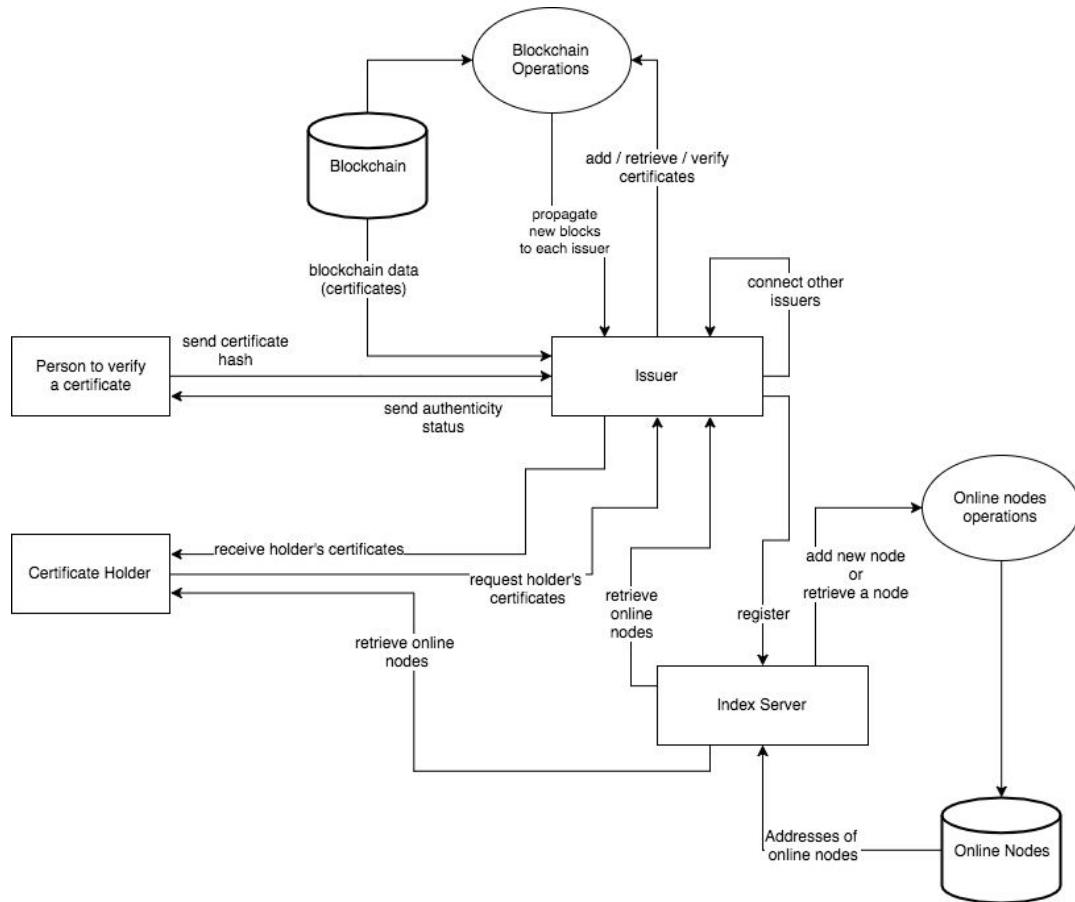 Blockchain
Operations
Blockchain
add / retrieve / verify
certificates
propagate
new blocks
to each issuer
blockchain data
(certificates)
connect other
issuers
send certificate
hash
Person to verify
a certificate
Issuer
send authenticity
status
Online nodes
operations
receive holder's certificates
Certificate Holder
request holder's
certificates
add new node
or
retrieve a node
retrieve
online
nodes
register
retrieve online
nodes
Index Server
Addresses of
online nodes
Online Nodes